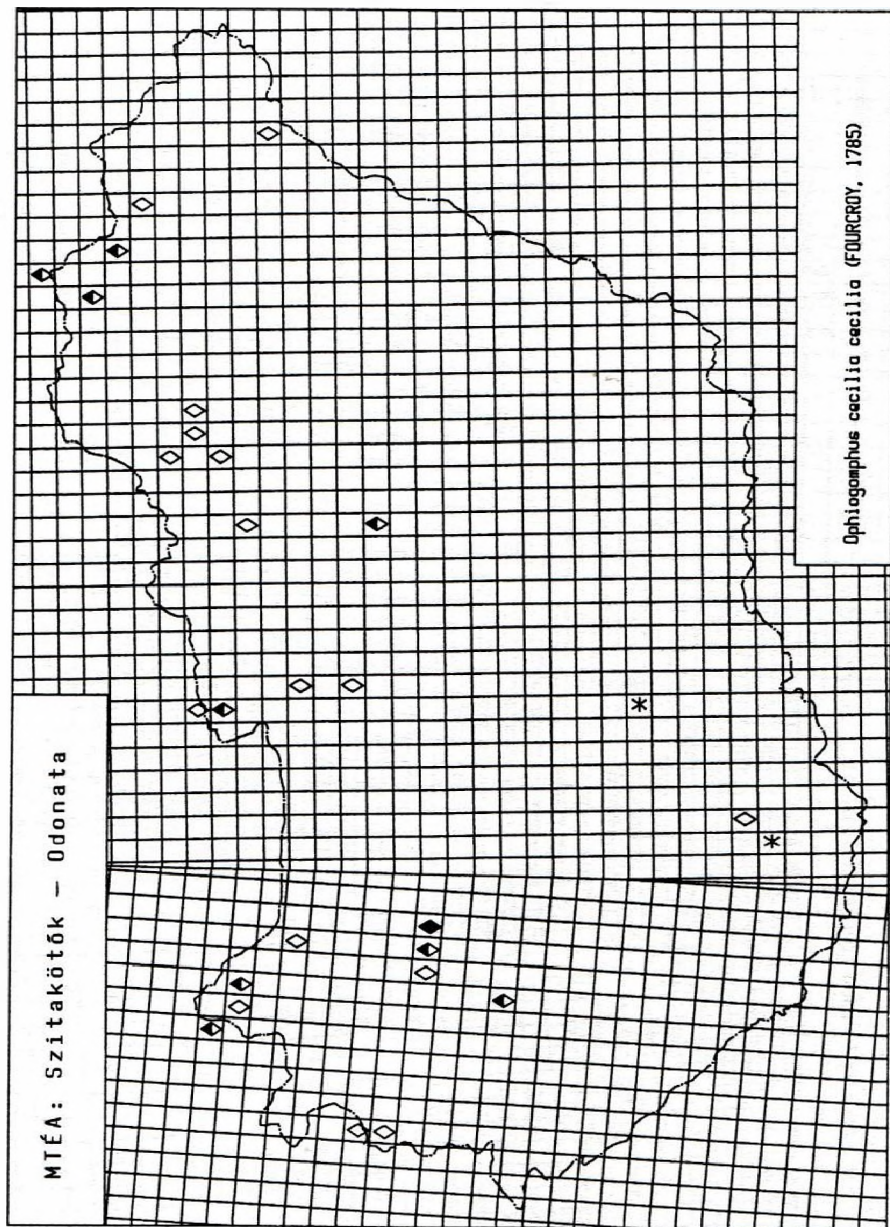 MTÉA: Szitakötők — Odonata
Ophiogomphus cecilia cecilia (FOURCROY, 1785)